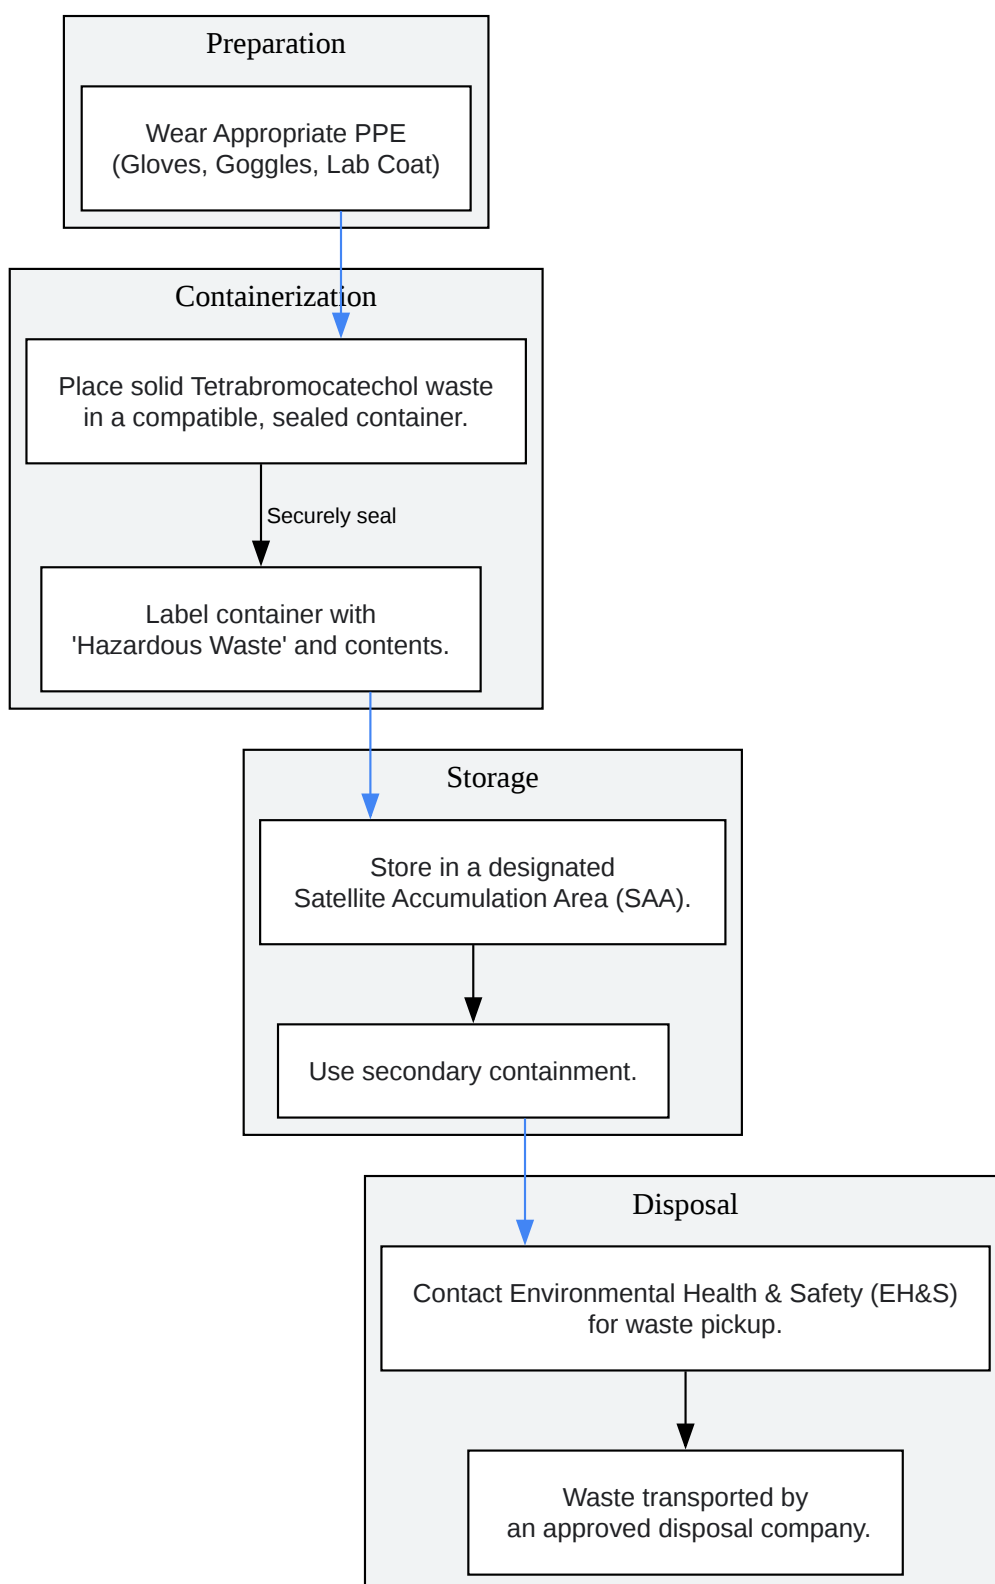 Preparation
Wear Appropriate PPE
(Gloves, Goggles, Lab Coat)
Containerization
Place solid Tetrabromocatechol waste
in a compatible, sealed container.
Securely seal
Label container with
'Hazardous Waste' and contents.
Storage
Store in a designated
Satellite Accumulation Area (SAA).
Use secondary containment.
Disposal
Contact Environmental Health & Safety (EH&S)
for waste pickup.
Waste transported by
an approved disposal company.